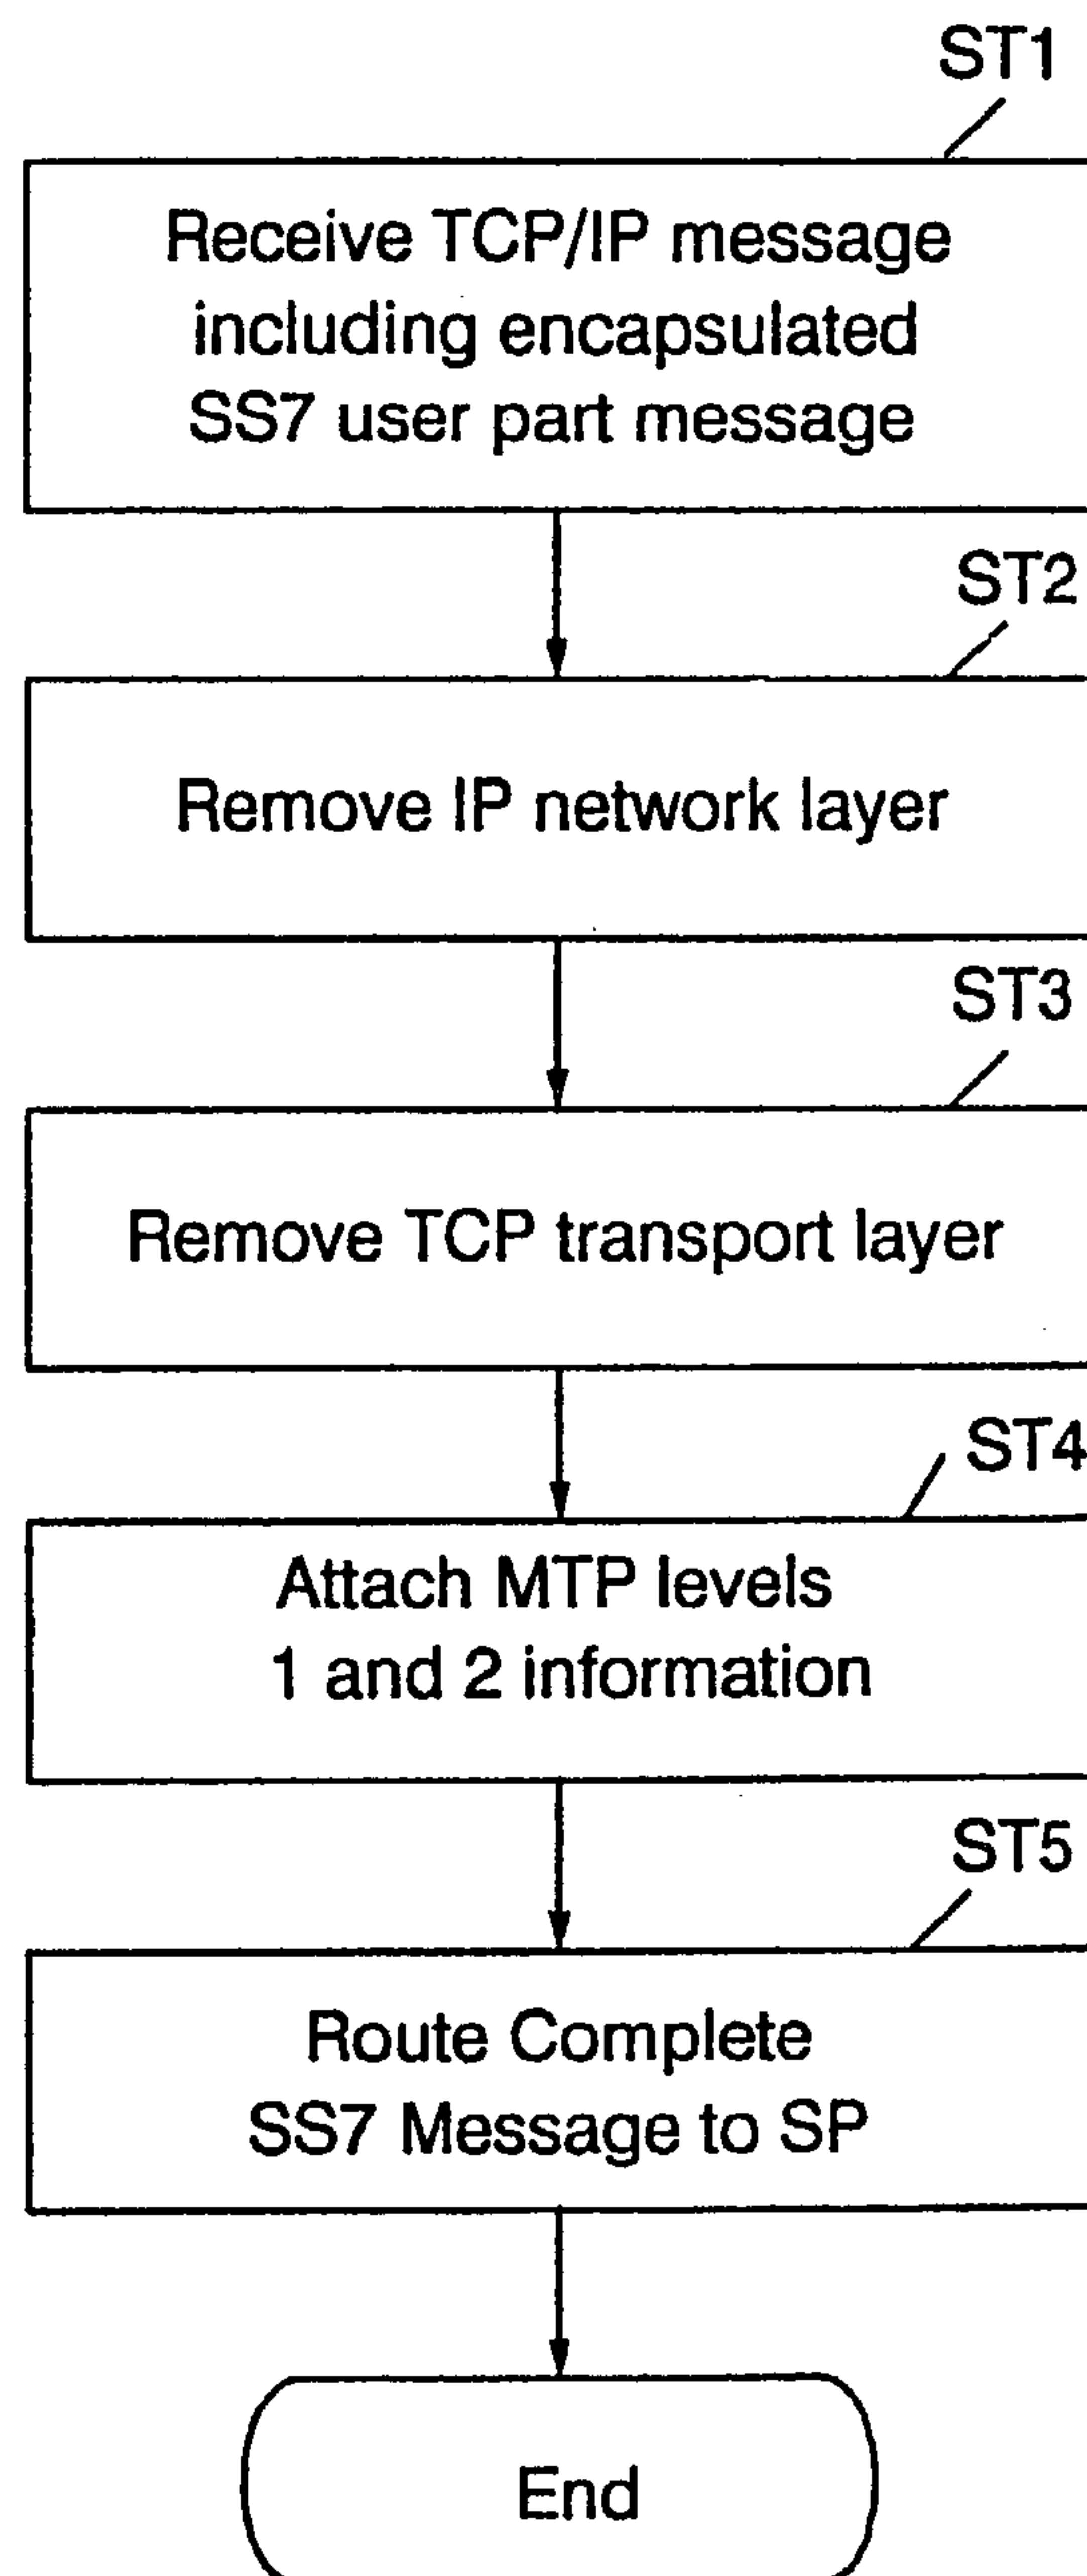 ST1
Receive TCP/IP message
including encapsulated
SS7 user part message
ST2
Remove IP network layer
ST3
Remove TCP transport layer
ST4
Attach MTP levels
1 and 2 information
ST5
Route Complete
SS7 Message to SP
End